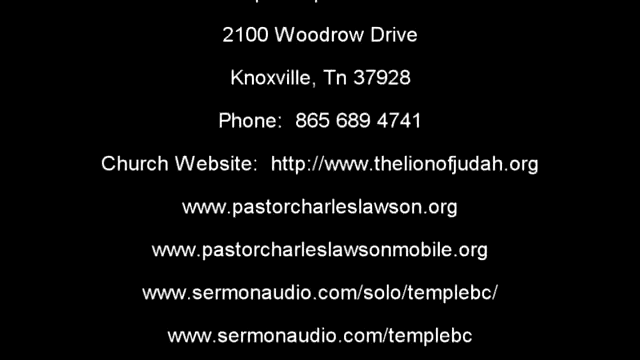 2100 Woodrow Drive
Knoxville, Tn 37928
Phone: 865 689 4741
Church Website: http://www.thelionofjudah.org
www.pastorcharleslawson.org
www.pastorcharleslawsonmobile.org
www.sermonaudio.com/solo/templebc/
www.sermonaudio.com/templebc